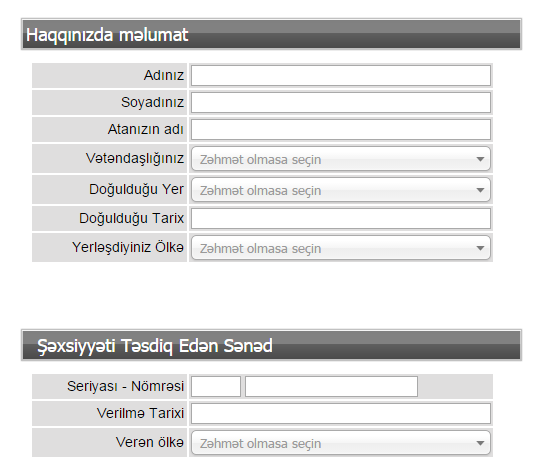 Haqqınızda məlumat
Adınız
Soyadınız
Atanızın adı
Vətəndaşlığınız Zəhmət olmasa seçin
Doğulduğu Yer Zəhmət olmasa seçin
Doğulduğu Tarix
Yerləşdiyiniz Ölkə Zəhmət olmasa seçin
Şəxsiyyəti Təsdiq Edən Sənəd
Seriyası - Nömrəsi
Verilmə Tarixi
Verən ölkə Zəhmət olmasa seçin